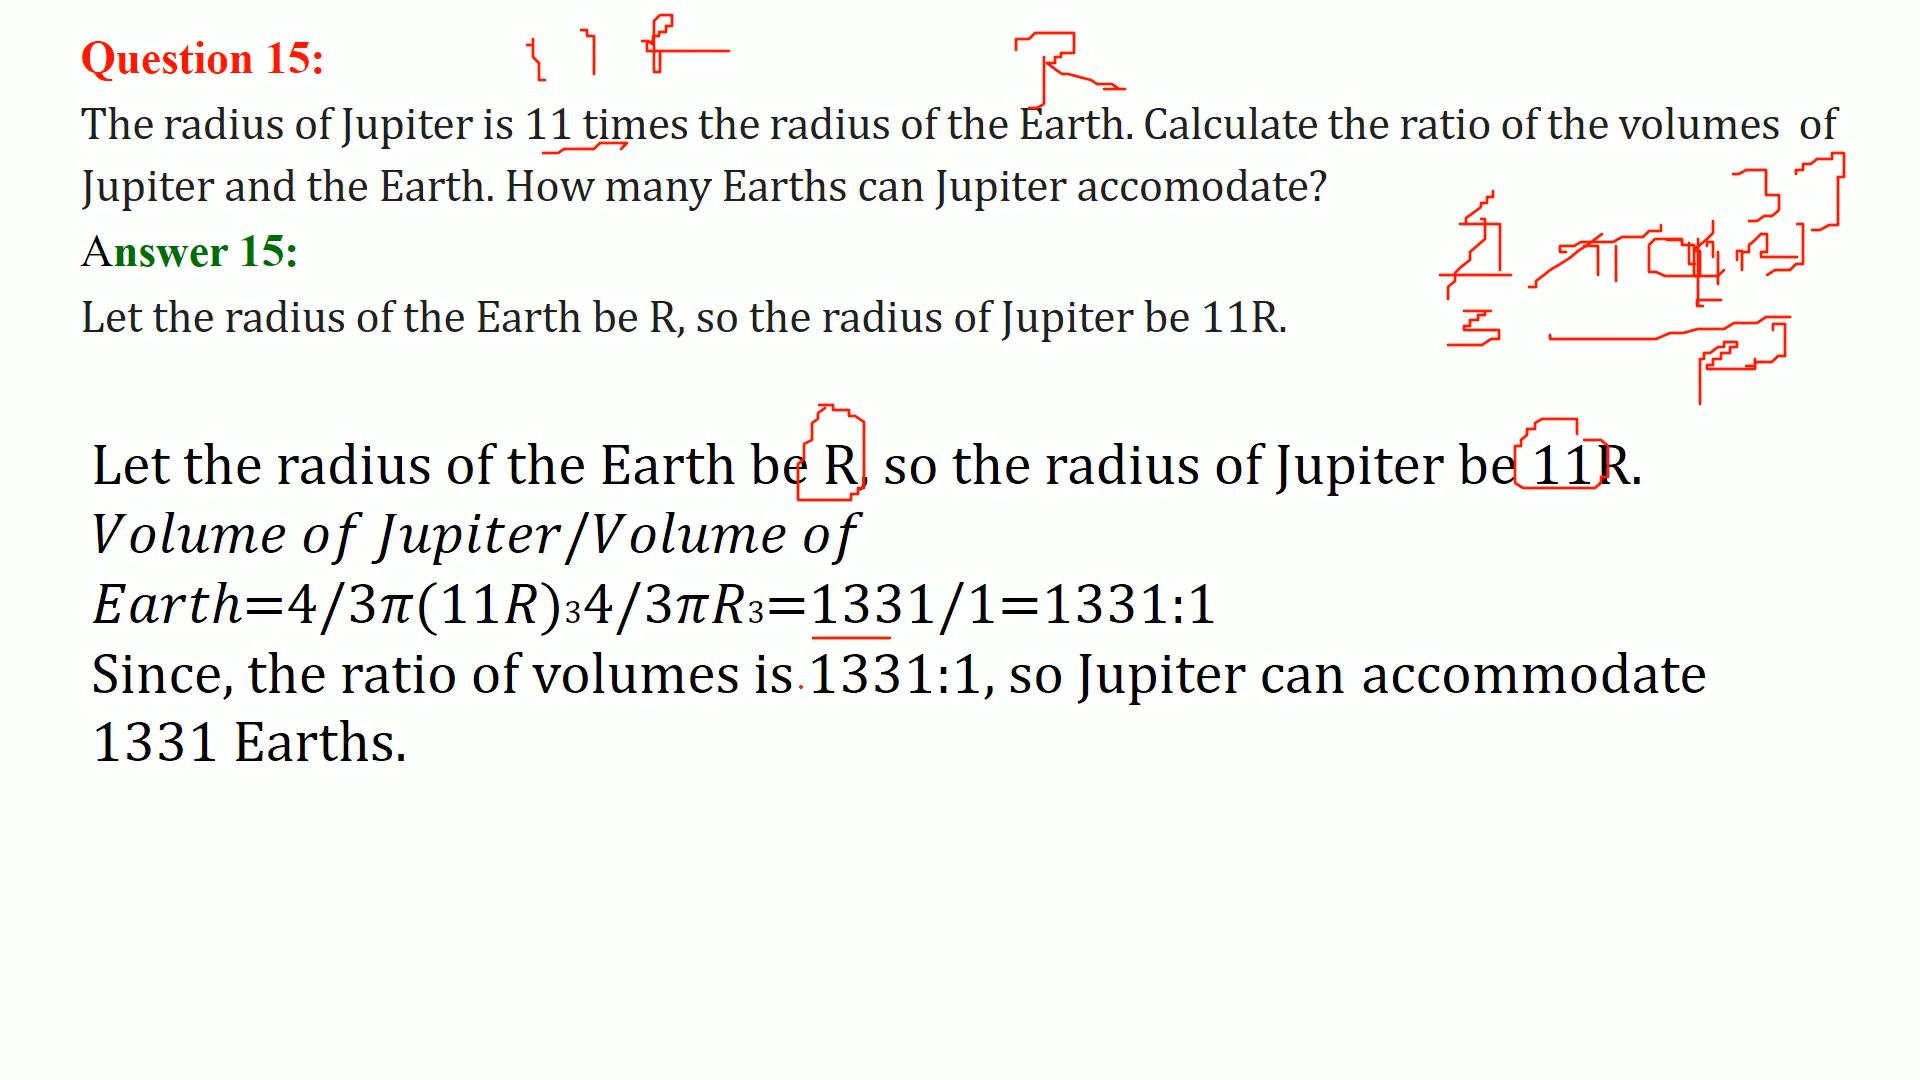 Question 15:
The radius of Jupiter is 11 times the radius of the Earth. Calculate the ratio of the volumes of
Jupiter and the Earth. How many Earths can Jupiter accomodate?
Answer 15:
Let the radius of the Earth be R, so the radius of Jupiter be 11R.
Let the radius of the Earth be R, so the radius of Jupiter be 11R.
Volume of Jupiter/Volume of
Earth=4/3π(11R)₃4/3πR₃=1331/1=1331:1
Since, the ratio of volumes is 1331:1, so Jupiter can accommodate
1331 Earths.